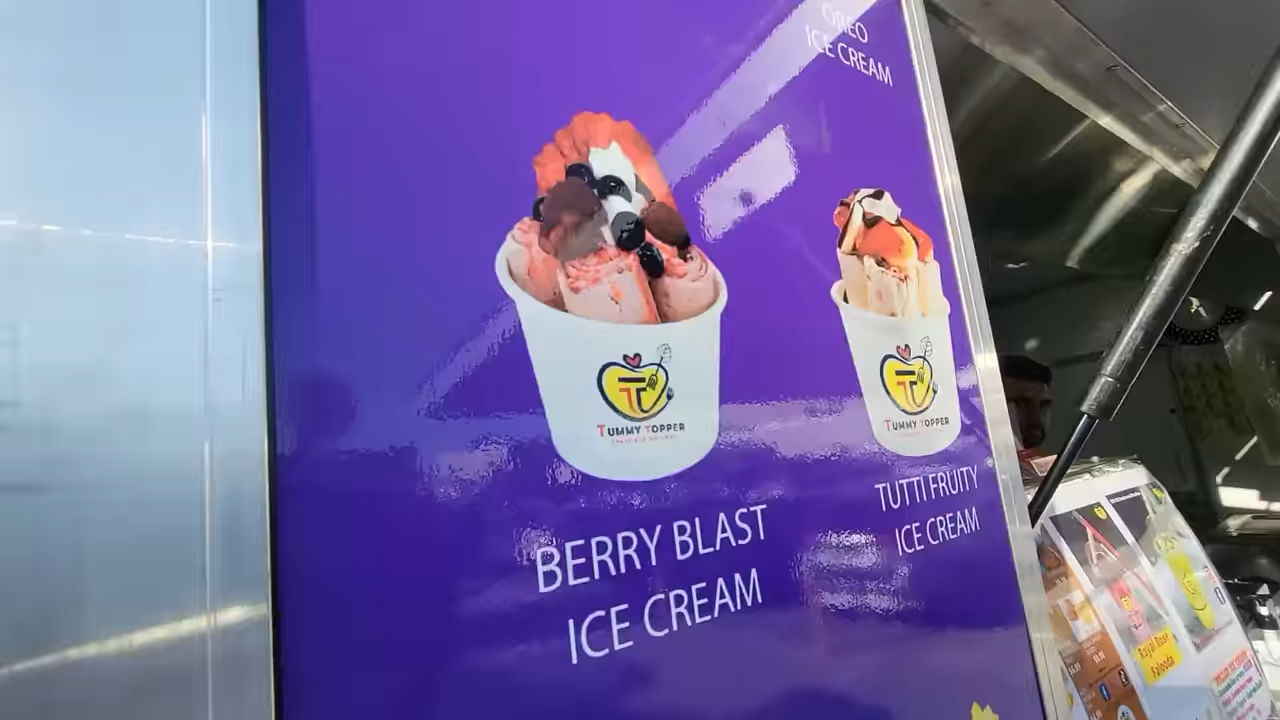 OREO
ICE CREAM
TUMMY TOPPER
BERRY BLAST
ICE CREAM
TUMMY TOPPER
TUTTI FRUITY
ICE CREAM
Royal Rose
Falooda